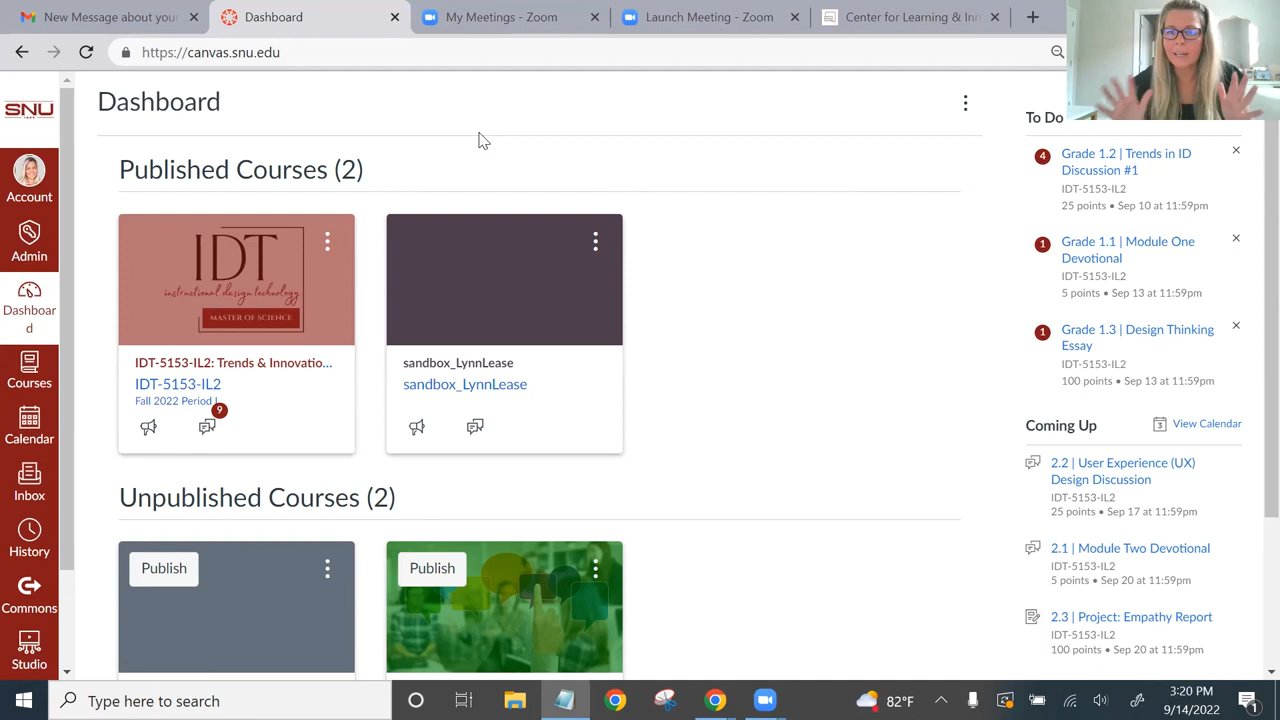 New Message about your
Dashboard
My Meetings - Zoom
Launch Meeting - Zoom
Center for Learning & Inn
https://canvas.snu.edu
SNU
Account
Admin
Dashboar
d
Courses
Calendar
Inbox
History
Commons
Studio
Dashboard
Published Courses (2)
IDT
instructional design technology
MASTER OF SCIENCE
IDT-5153-IL2: Trends & Innovatio...
IDT-5153-IL2
Fall 2022 Period I
9
sandbox_LynnLease
sandbox_LynnLease
Unpublished Courses (2)
Publish
Publish
To Do
4
Grade 1.2 | Trends in ID
Discussion #1
IDT-5153-IL2
25 points • Sep 10 at 11:59pm
1
Grade 1.1 | Module One
Devotional
IDT-5153-IL2
5 points • Sep 13 at 11:59pm
1
Grade 1.3 | Design Thinking
Essay
IDT-5153-IL2
100 points • Sep 13 at 11:59pm
Coming Up
3
View Calendar
2.2 | User Experience (UX)
Design Discussion
IDT-5153-IL2
25 points • Sep 17 at 11:59pm
2.1 | Module Two Devotional
IDT-5153-IL2
5 points • Sep 20 at 11:59pm
2.3 | Project: Empathy Report
IDT-5153-IL2
100 points • Sep 20 at 11:59pm
Type here to search
82°F
3:20 PM
9/14/2022
1